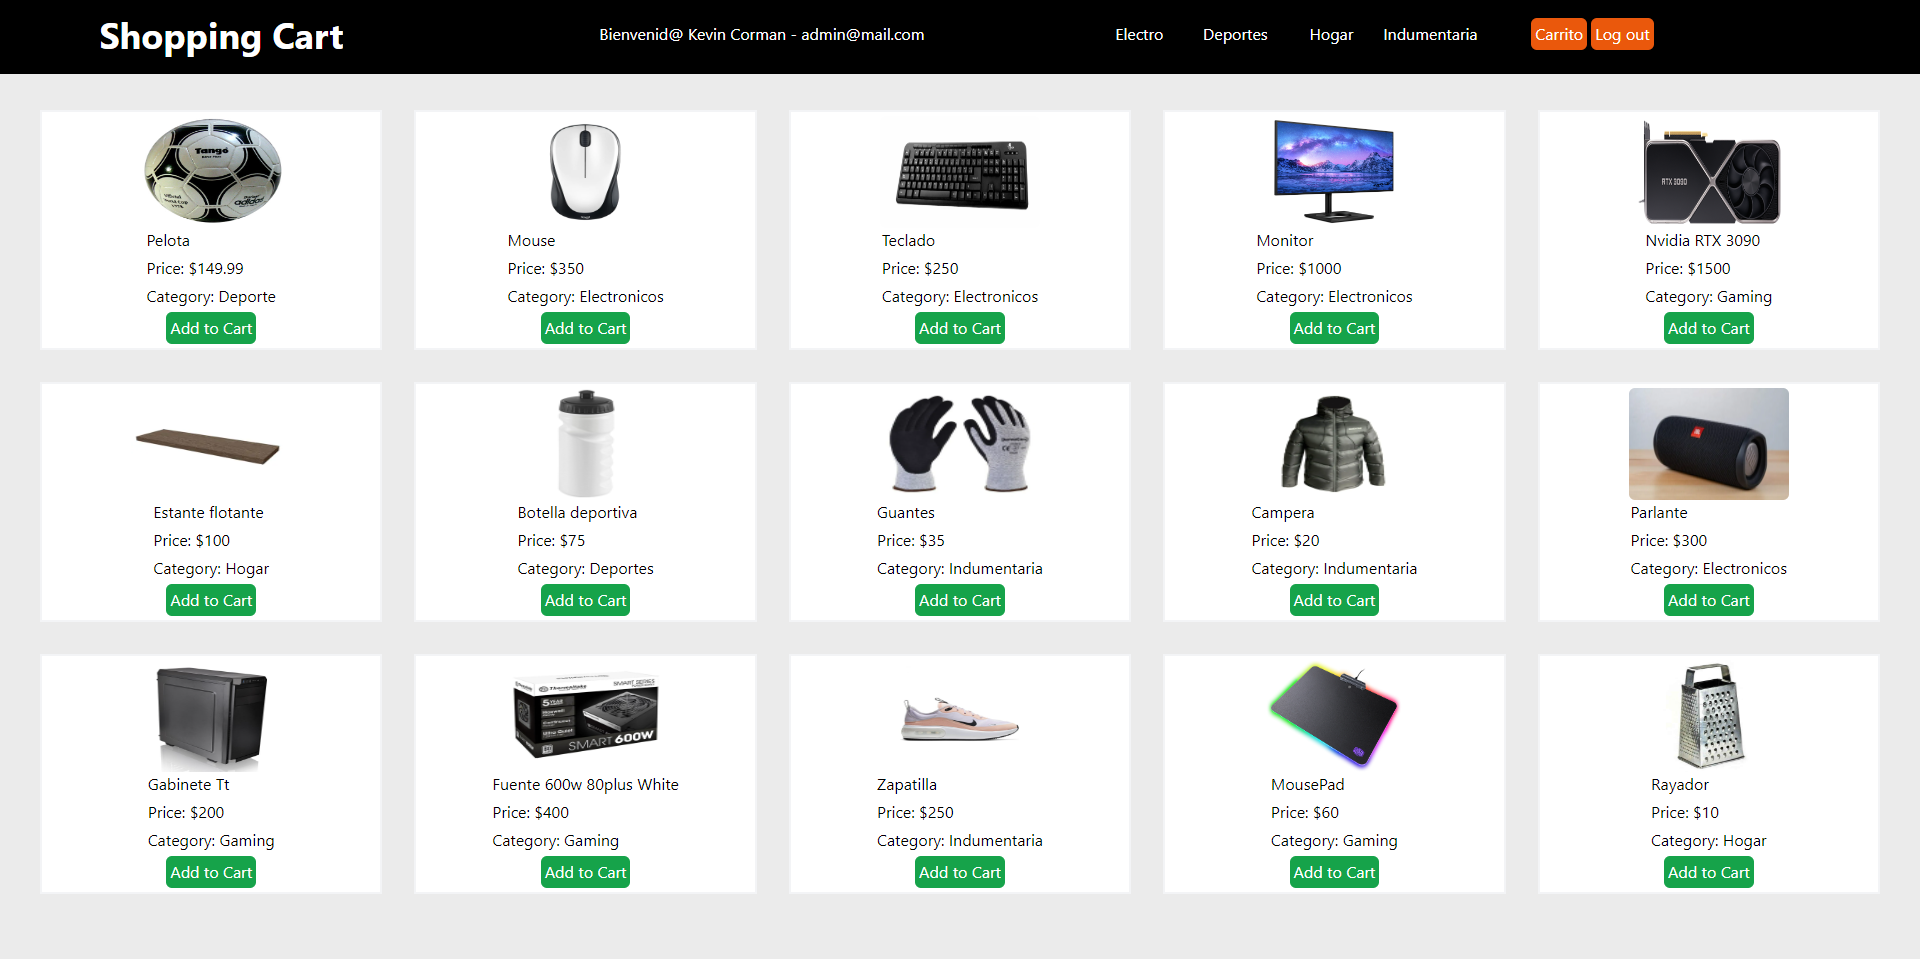 Shopping Cart
Bienvenid@ Kevin Corman - admin@mail.com
Electro
Deportes
Hogar
Indumentaria
Carrito
Log out
Tango
adidas
Pelota
Price: $149.99
Category: Deporte
Add to Cart
Mouse
Price: $350
Category: Electronicos
Add to Cart
Teclado
Price: $250
Category: Electronicos
Add to Cart
Monitor
Price: $1000
Category: Electronicos
Add to Cart
RTX 3090
Nvidia RTX 3090
Price: $1500
Category: Gaming
Add to Cart
Estante flotante
Price: $100
Category: Hogar
Add to Cart
Botella deportiva
Price: $75
Category: Deportes
Add to Cart
Guantes
Price: $35
Category: Indumentaria
Add to Cart
Campera
Price: $20
Category: Indumentaria
Add to Cart
Parlante
Price: $300
Category: Electronicos
Add to Cart
Gabinete Tt
Price: $200
Category: Gaming
Add to Cart
Thermaltake
SMART SERIES
5 YEAR
SMART 600W
Fuente 600w 80plus White
Price: $400
Category: Gaming
Add to Cart
Zapatilla
Price: $250
Category: Indumentaria
Add to Cart
MousePad
Price: $60
Category: Gaming
Add to Cart
Rayador
Price: $10
Category: Hogar
Add to Cart